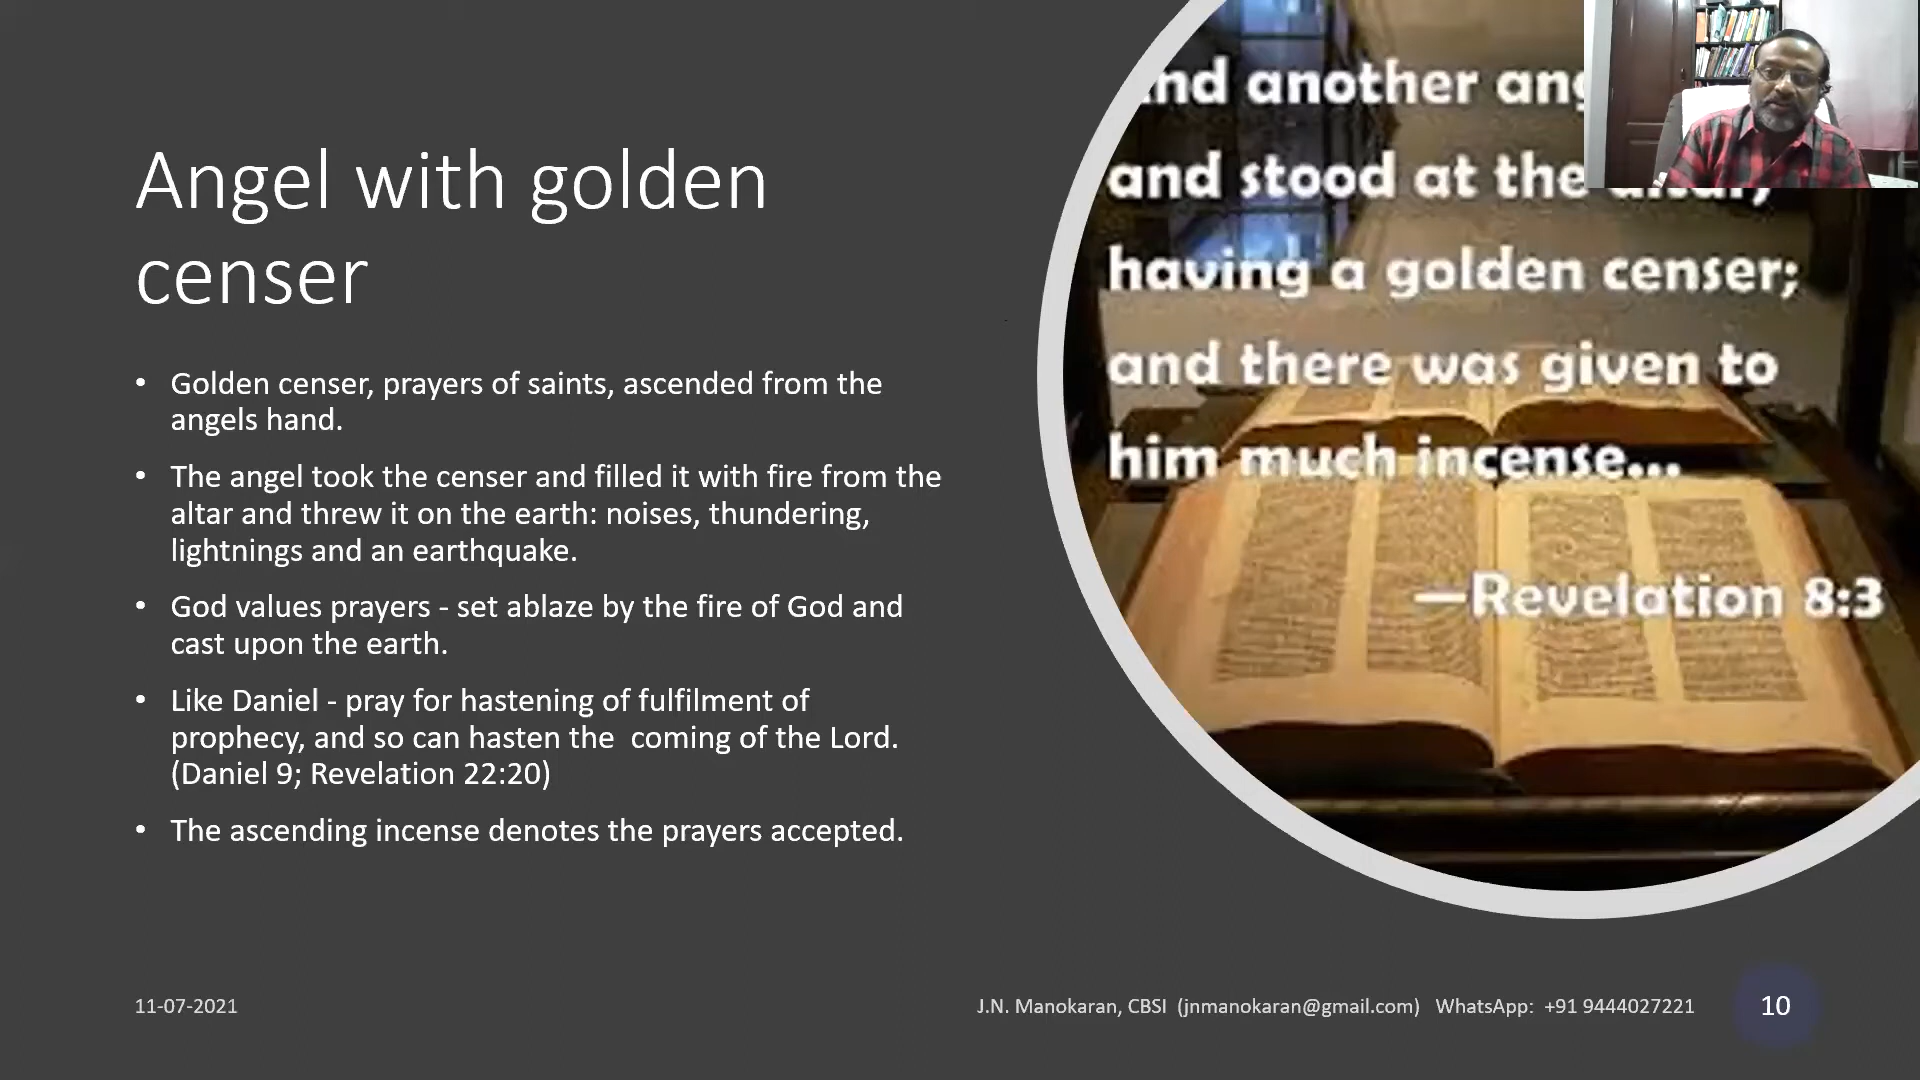 Angel with golden
censer
• Golden censer, prayers of saints, ascended from the
angels hand.
• The angel took the censer and filled it with fire from the
altar and threw it on the earth: noises, thundering,
lightnings and an earthquake.
• God values prayers - set ablaze by the fire of God and
cast upon the earth.
• Like Daniel - pray for hastening of fulfilment of
prophecy, and so can hasten the  coming of the Lord.
(Daniel 9; Revelation 22:20)
• The ascending incense denotes the prayers accepted.
another
and stood at the
having a golden censer;
and there was given to
him much incense...
—Revelation 8:3
11-07-2021
J.N. Manokaran, CBSI (jnmanokaran@gmail.com) WhatsApp: +91 9444027221
10